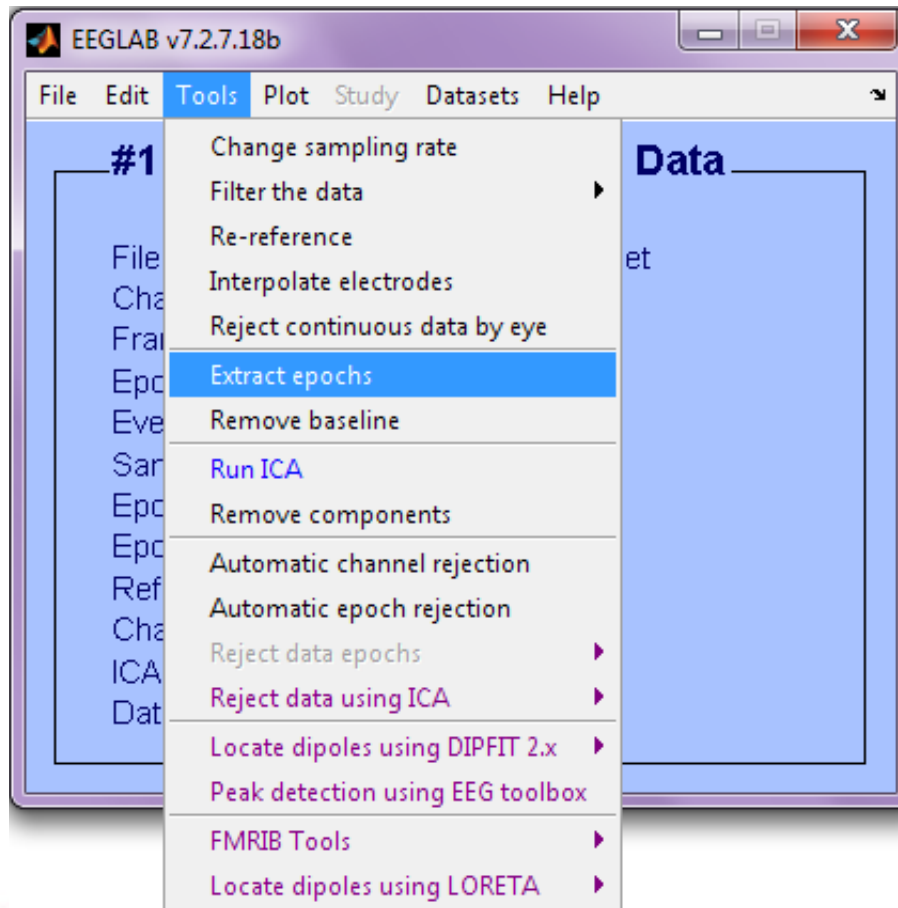 EEGLAB v7.2.7.18b
File Edit Tools Plot Study Datasets Help
#1 Data
Change sampling rate
Filter the data
Re-reference
Interpolate electrodes
Reject continuous data by eye
Extract epochs
Remove baseline
Run ICA
Remove components
Automatic channel rejection
Automatic epoch rejection
Reject data epochs
Reject data using ICA
Locate dipoles using DIPFIT 2.x
Peak detection using EEG toolbox
FMRIB Tools
Locate dipoles using LORETA
File et
Cha
Fra
Epo
Eve
Sar
Epo
Epo
Ref
Cha
ICA
Dat